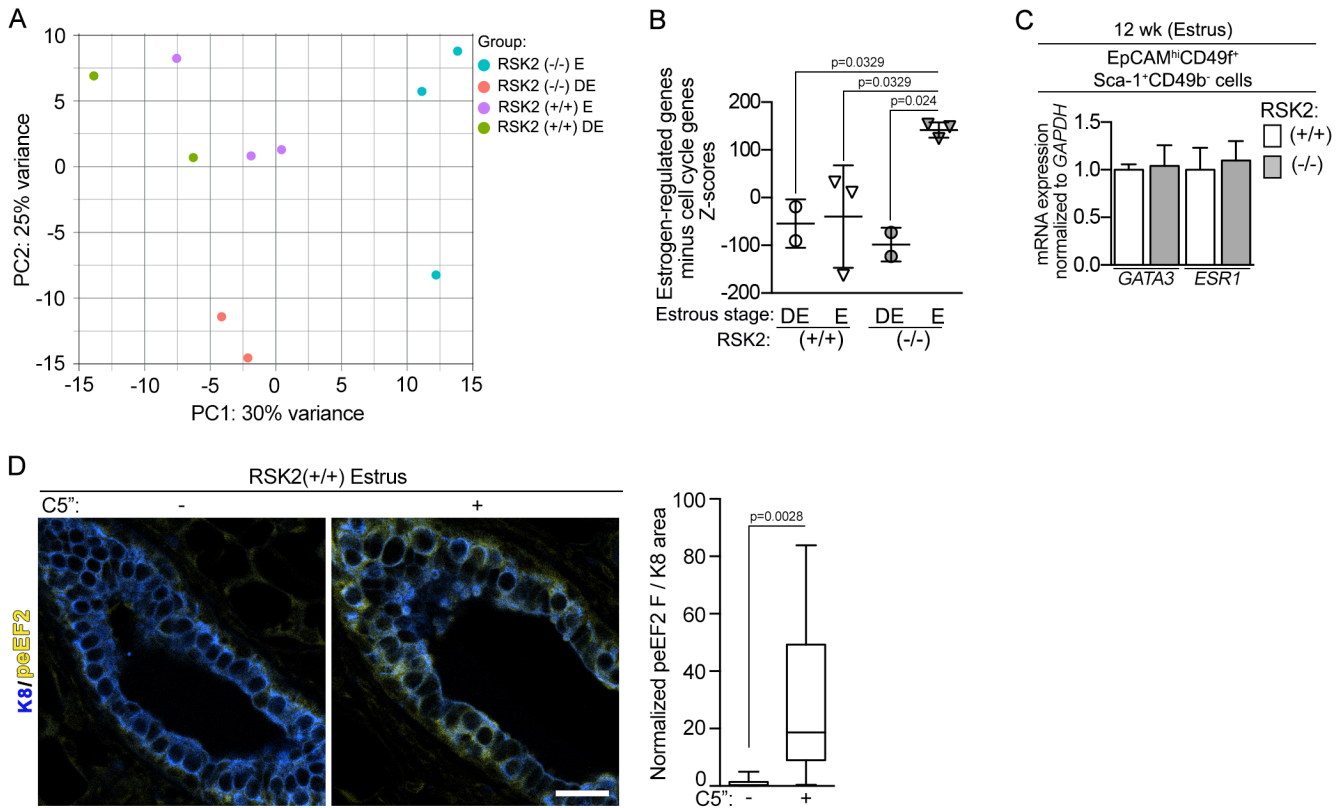 A
Group:
RSK2 (-/-) E
RSK2 (-/-) DE
RSK2 (+/+) E
RSK2 (+/+) DE
10
5
0
-5
-10
-15
-15
-10
-5
0
5
10
15
PC2: 25% variance
PC1: 30% variance
B
p=0.0329
p=0.0329
p=0.024
200
100
0
-100
-200
Estrogen-regulated genes
minus cell cycle genes
Z-scores
Estrous stage: DE E DE E
RSK2: (+/+) (-/-)
C
12 wk (Estrus)
EpCAMhiCD49f+
Sca-1+CD49b- cells
RSK2:
(+/+)
(-/-)
1.5
1.0
0.5
0.0
mRNA expression
normalized to GAPDH
GATA3 ESR1
D
RSK2(+/+) Estrus
C5”: - +
K8/peEF2
100
80
60
40
20
0
p=0.0028
Normalized peEF2 F / K8 area
C5”: - +